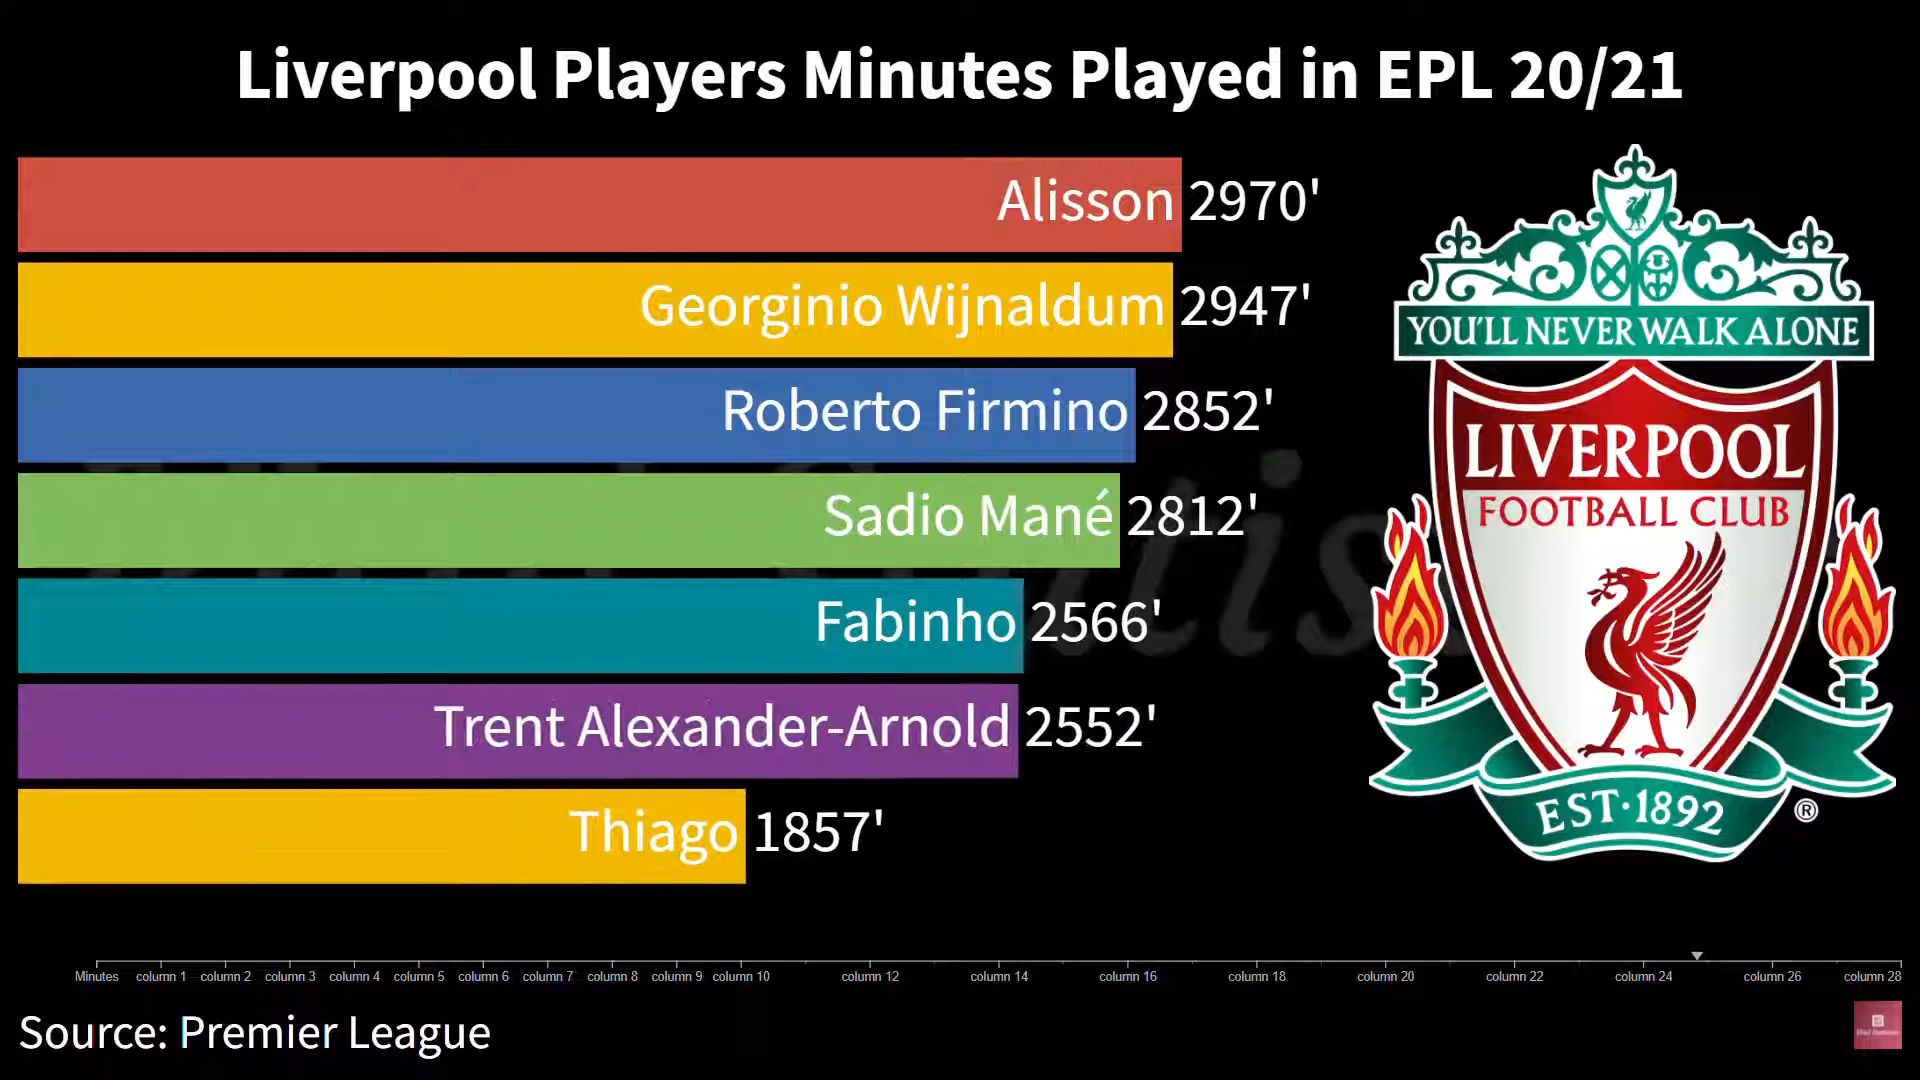 Liverpool Players Minutes Played in EPL 20/21
Alisson 2970'
Georginio Wijnaldum 2947'
Roberto Firmino 2852'
Sadio Mané 2812'
Fabinho 2566'
Trent Alexander-Arnold 2552'
Thiago 1857'
YOU'LL NEVER WALK ALONE
LIVERPOOL
FOOTBALL CLUB
EST·1892 ®
Minutes column 1 column 2 column 3 column 4 column 5 column 6 column 7 column 8 column 9 column 10 column 12 column 14 column 16 column 18 column 20 column 22 column 24 column 26 column 28
Source: Premier League